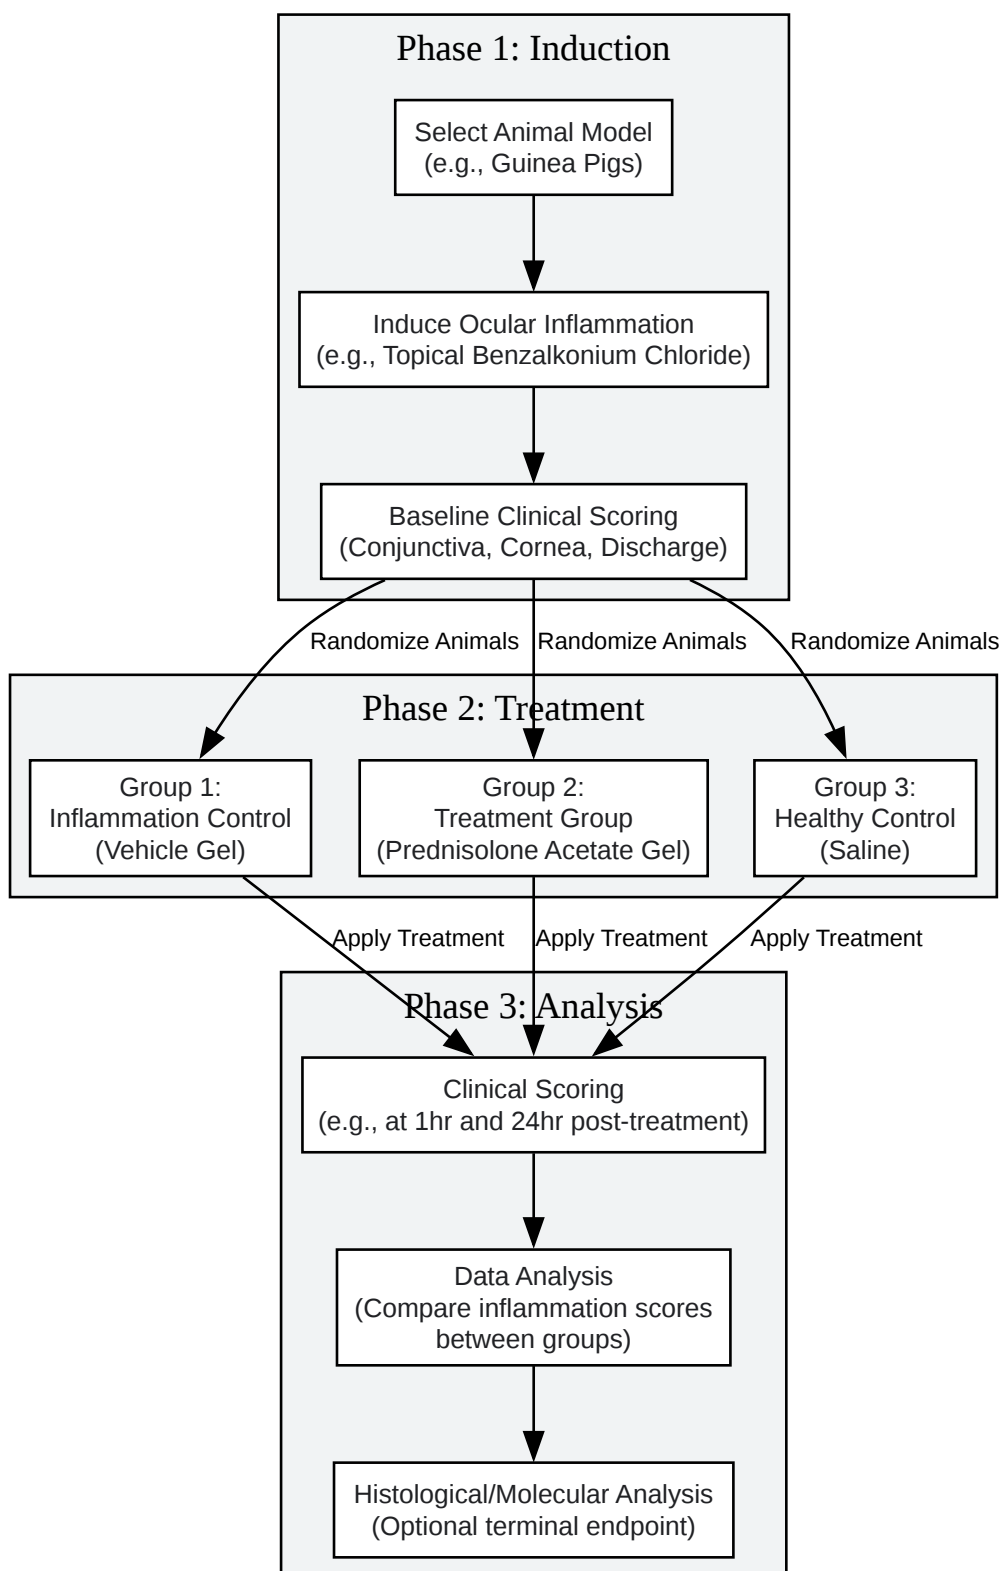 Phase 1: Induction
Select Animal Model
(e.g., Guinea Pigs)
Induce Ocular Inflammation
(e.g., Topical Benzalkonium Chloride)
Baseline Clinical Scoring
(Conjunctiva, Cornea, Discharge)
Randomize Animals
Randomize Animals
Randomize Animals
Phase 2: Treatment
Group 1:
Inflammation Control
(Vehicle Gel)
Group 2:
Treatment Group
(Prednisolone Acetate Gel)
Group 3:
Healthy Control
(Saline)
Apply Treatment
Apply Treatment
Apply Treatment
Phase 3: Analysis
Clinical Scoring
(e.g., at 1hr and 24hr post-treatment)
Data Analysis
(Compare inflammation scores
between groups)
Histological/Molecular Analysis
(Optional terminal endpoint)